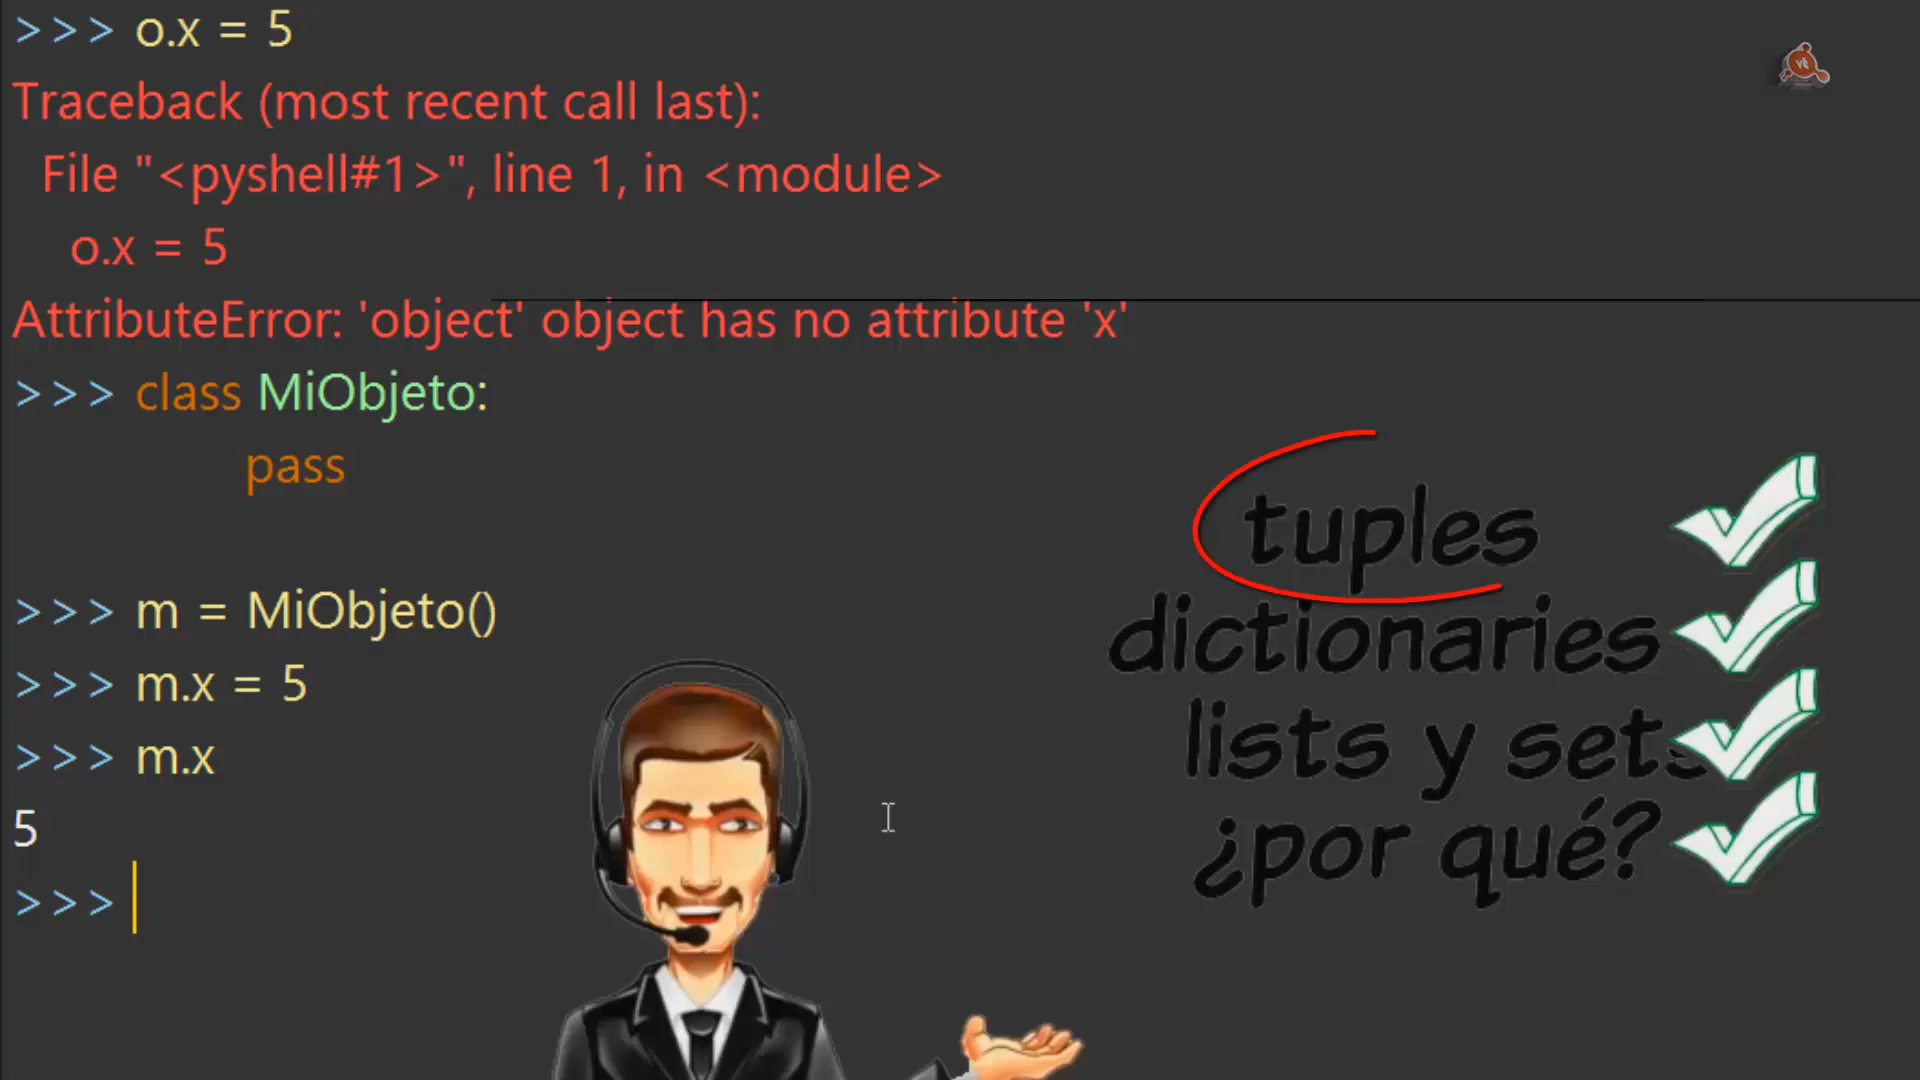 >>> o.x = 5
Traceback (most recent call last):
File "<pyshell#1>", line 1, in <module>
o.x = 5
AttributeError: 'object' object has no attribute 'x'
>>> class MiObjeto:
pass
>>> m = MiObjeto()
>>> m.x = 5
>>> m.x
5
>>>
tuples
dictionaries
lists y sets
¿por qué?
vt